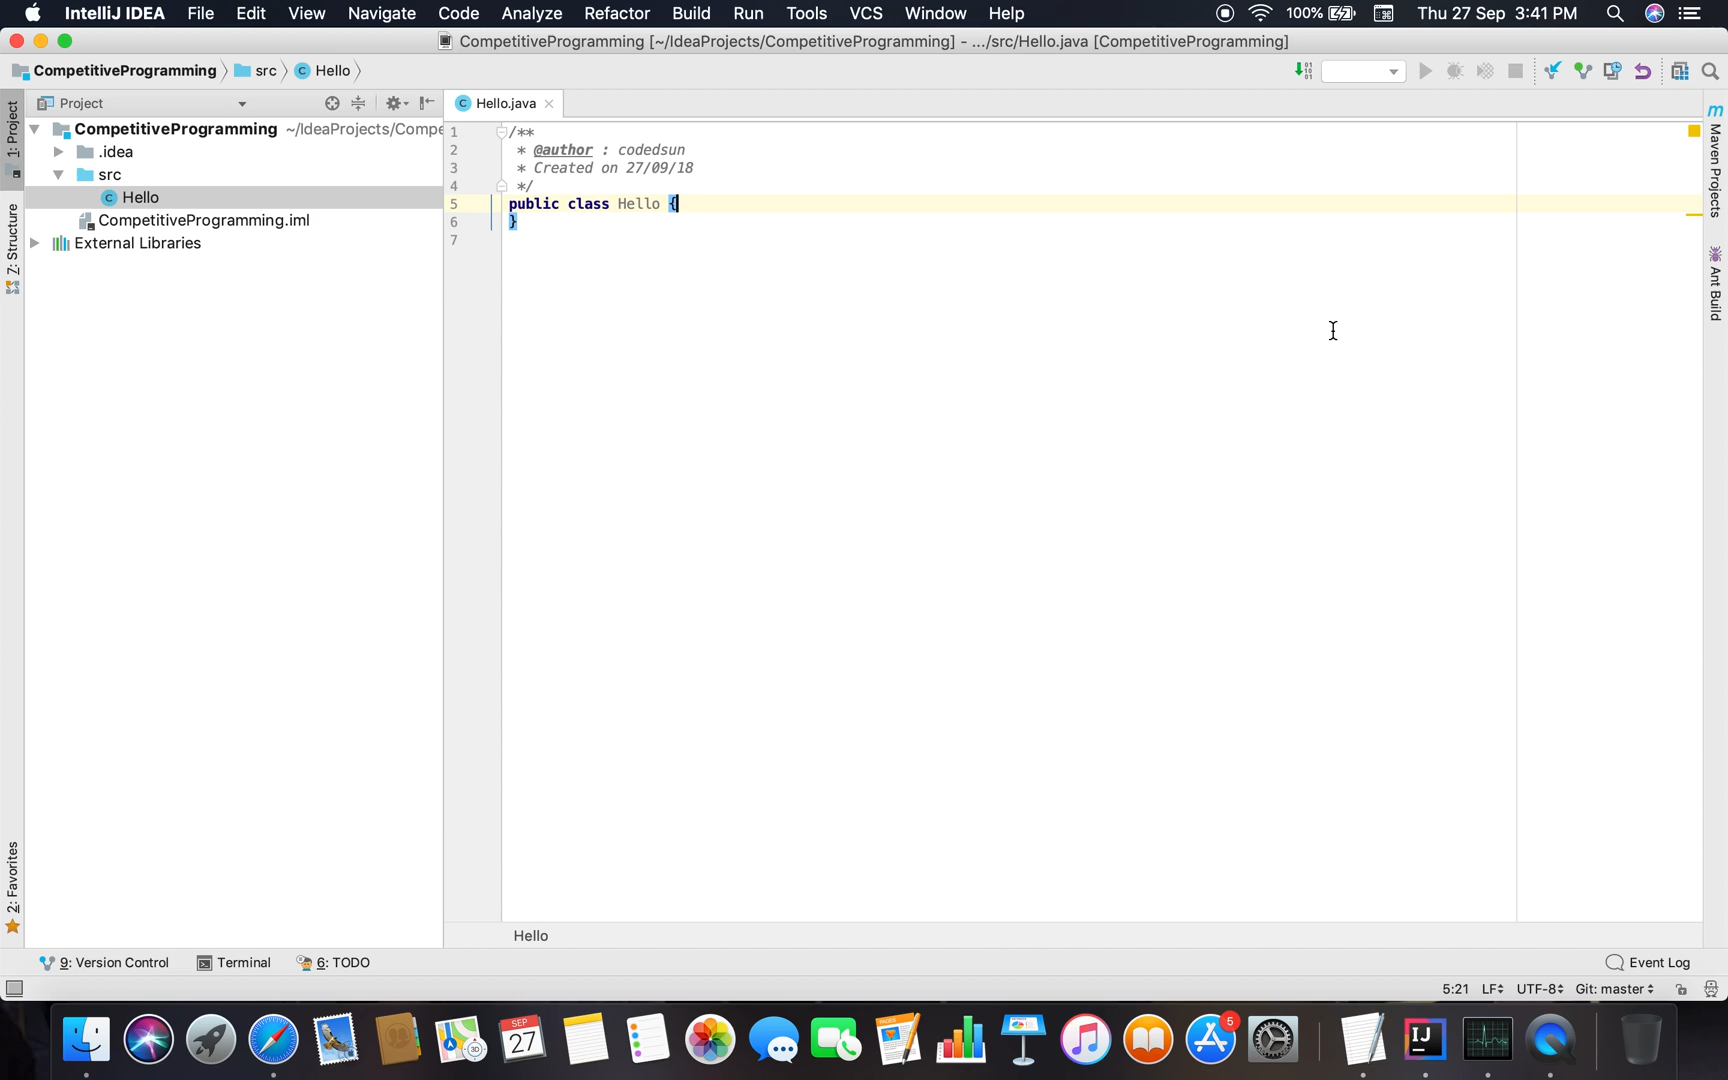 IntelliJ IDEA File Edit View Navigate Code Analyze Refactor Build Run Tools VCS Window Help 100% Thu 27 Sep 3:41 PM
CompetitiveProgramming [~/IdeaProjects/CompetitiveProgramming] - .../src/Hello.java [CompetitiveProgramming]
CompetitiveProgramming src Hello
Project
Hello.java
1: Project
Z: Structure
2: Favorites
CompetitiveProgramming ~/IdeaProjects/Compe
.idea
src
Hello
CompetitiveProgramming.iml
External Libraries
1 /**
2 * @author : codedsun
3 * Created on 27/09/18
4 */
5 public class Hello {
6 }
7
Maven Projects
Ant Build
Hello
9: Version Control Terminal 6: TODO Event Log
5:21 LF UTF-8 Git: master
SEP
27
3D
5
IJ